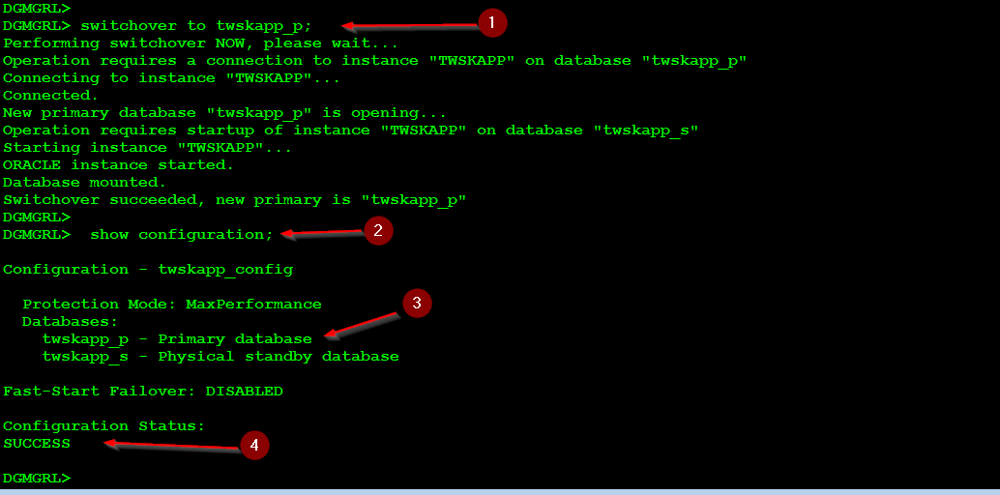 DGMGRL>
DGMGRL> switchover to twskapp_p; 1
Performing switchover NOW, please wait...
Operation requires a connection to instance "TWSKAPP" on database "twskapp_p"
Connecting to instance "TWSKAPP"...
Connected.
New primary database "twskapp_p" is opening...
Operation requires startup of instance "TWSKAPP" on database "twskapp_s"
Starting instance "TWSKAPP"...
ORACLE instance started.
Database mounted.
Switchover succeeded, new primary is "twskapp_p"
DGMGRL>
DGMGRL>  show configuration; 2
Configuration - twskapp_config
Protection Mode: MaxPerformance 3
Databases:
twskapp_p - Primary database
twskapp_s - Physical standby database
Fast-Start Failover: DISABLED
Configuration Status:
SUCCESS 4
DGMGRL>